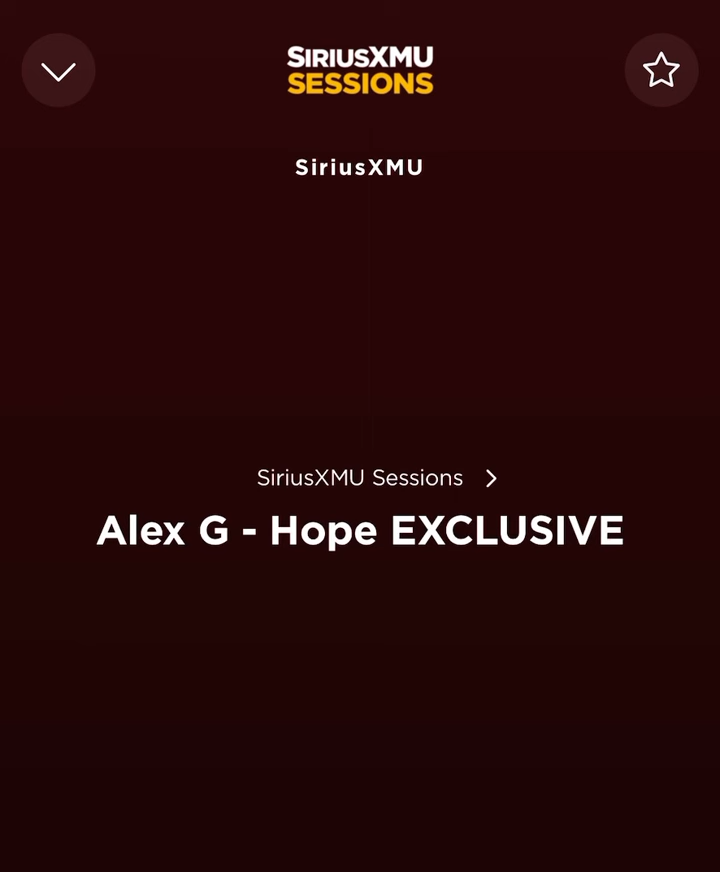 SIRIUSXMU
SESSIONS
SiriusXMU
SiriusXMU Sessions
Alex G - Hope EXCLUSIVE